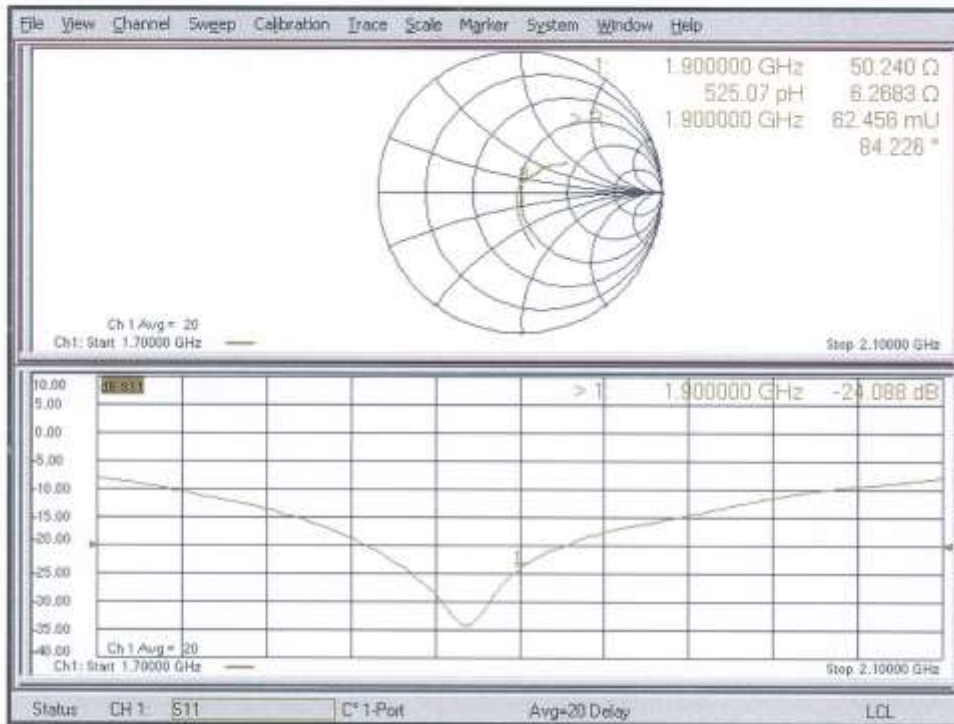 File View Channel Sweep Calibration Trace Scale Marker System Window Help
1: 1.900000 GHz 50.240 Ω
525.07 pH 6.2683 Ω
> 2: 1.900000 GHz 62.456 mU
84.226 °
Ch 1 Avg = 20
Ch1: Start 1.70000 GHz
Stop 2.10000 GHz
10.00
dB S11
> 1: 1.900000 GHz -24.088 dB
5.00
0.00
-5.00
-10.00
-15.00
-20.00
1
-25.00
-30.00
-35.00
-40.00
Ch 1 Avg = 20
Ch1: Start 1.70000 GHz
Stop 2.10000 GHz
Status CH 1: S11 C* 1-Port Avg=20 Delay LCL